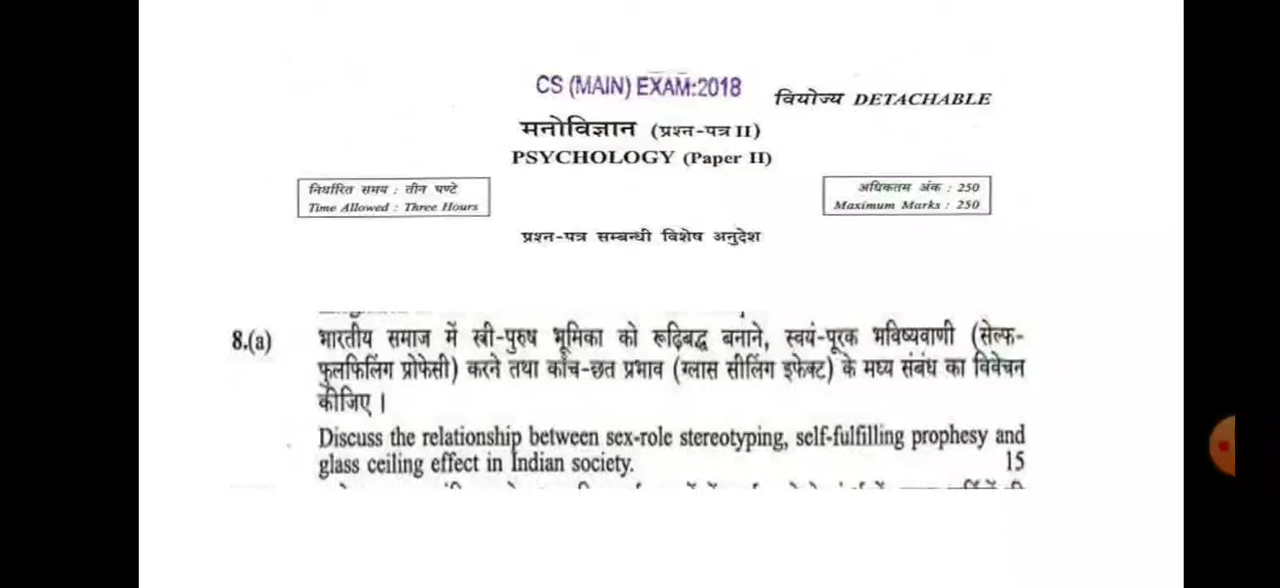 CS (MAIN) EXAM:2018
वियोज्य DETACHABLE
मनोविज्ञान (प्रश्न-पत्र II)
PSYCHOLOGY (Paper II)
निर्धारित समय : तीन घण्टे
Time Allowed : Three Hours
अधिकतम अंक : 250
Maximum Marks : 250
प्रश्न-पत्र सम्बन्धी विशेष अनुदेश
8.(a) भारतीय समाज में स्त्री-पुरुष भूमिका को रूढ़िबद्ध बनाने, स्वयं-पूरक भविष्यवाणी (सेल्फ-
फुलफिलिंग प्रोफेसी) करने तथा काँच-छत प्रभाव (ग्लास सीलिंग इफेक्ट) के मध्य संबंध का विवेचन
कीजिए।
Discuss the relationship between sex-role stereotyping, self-fulfilling prophesy and
glass ceiling effect in Indian society. 15